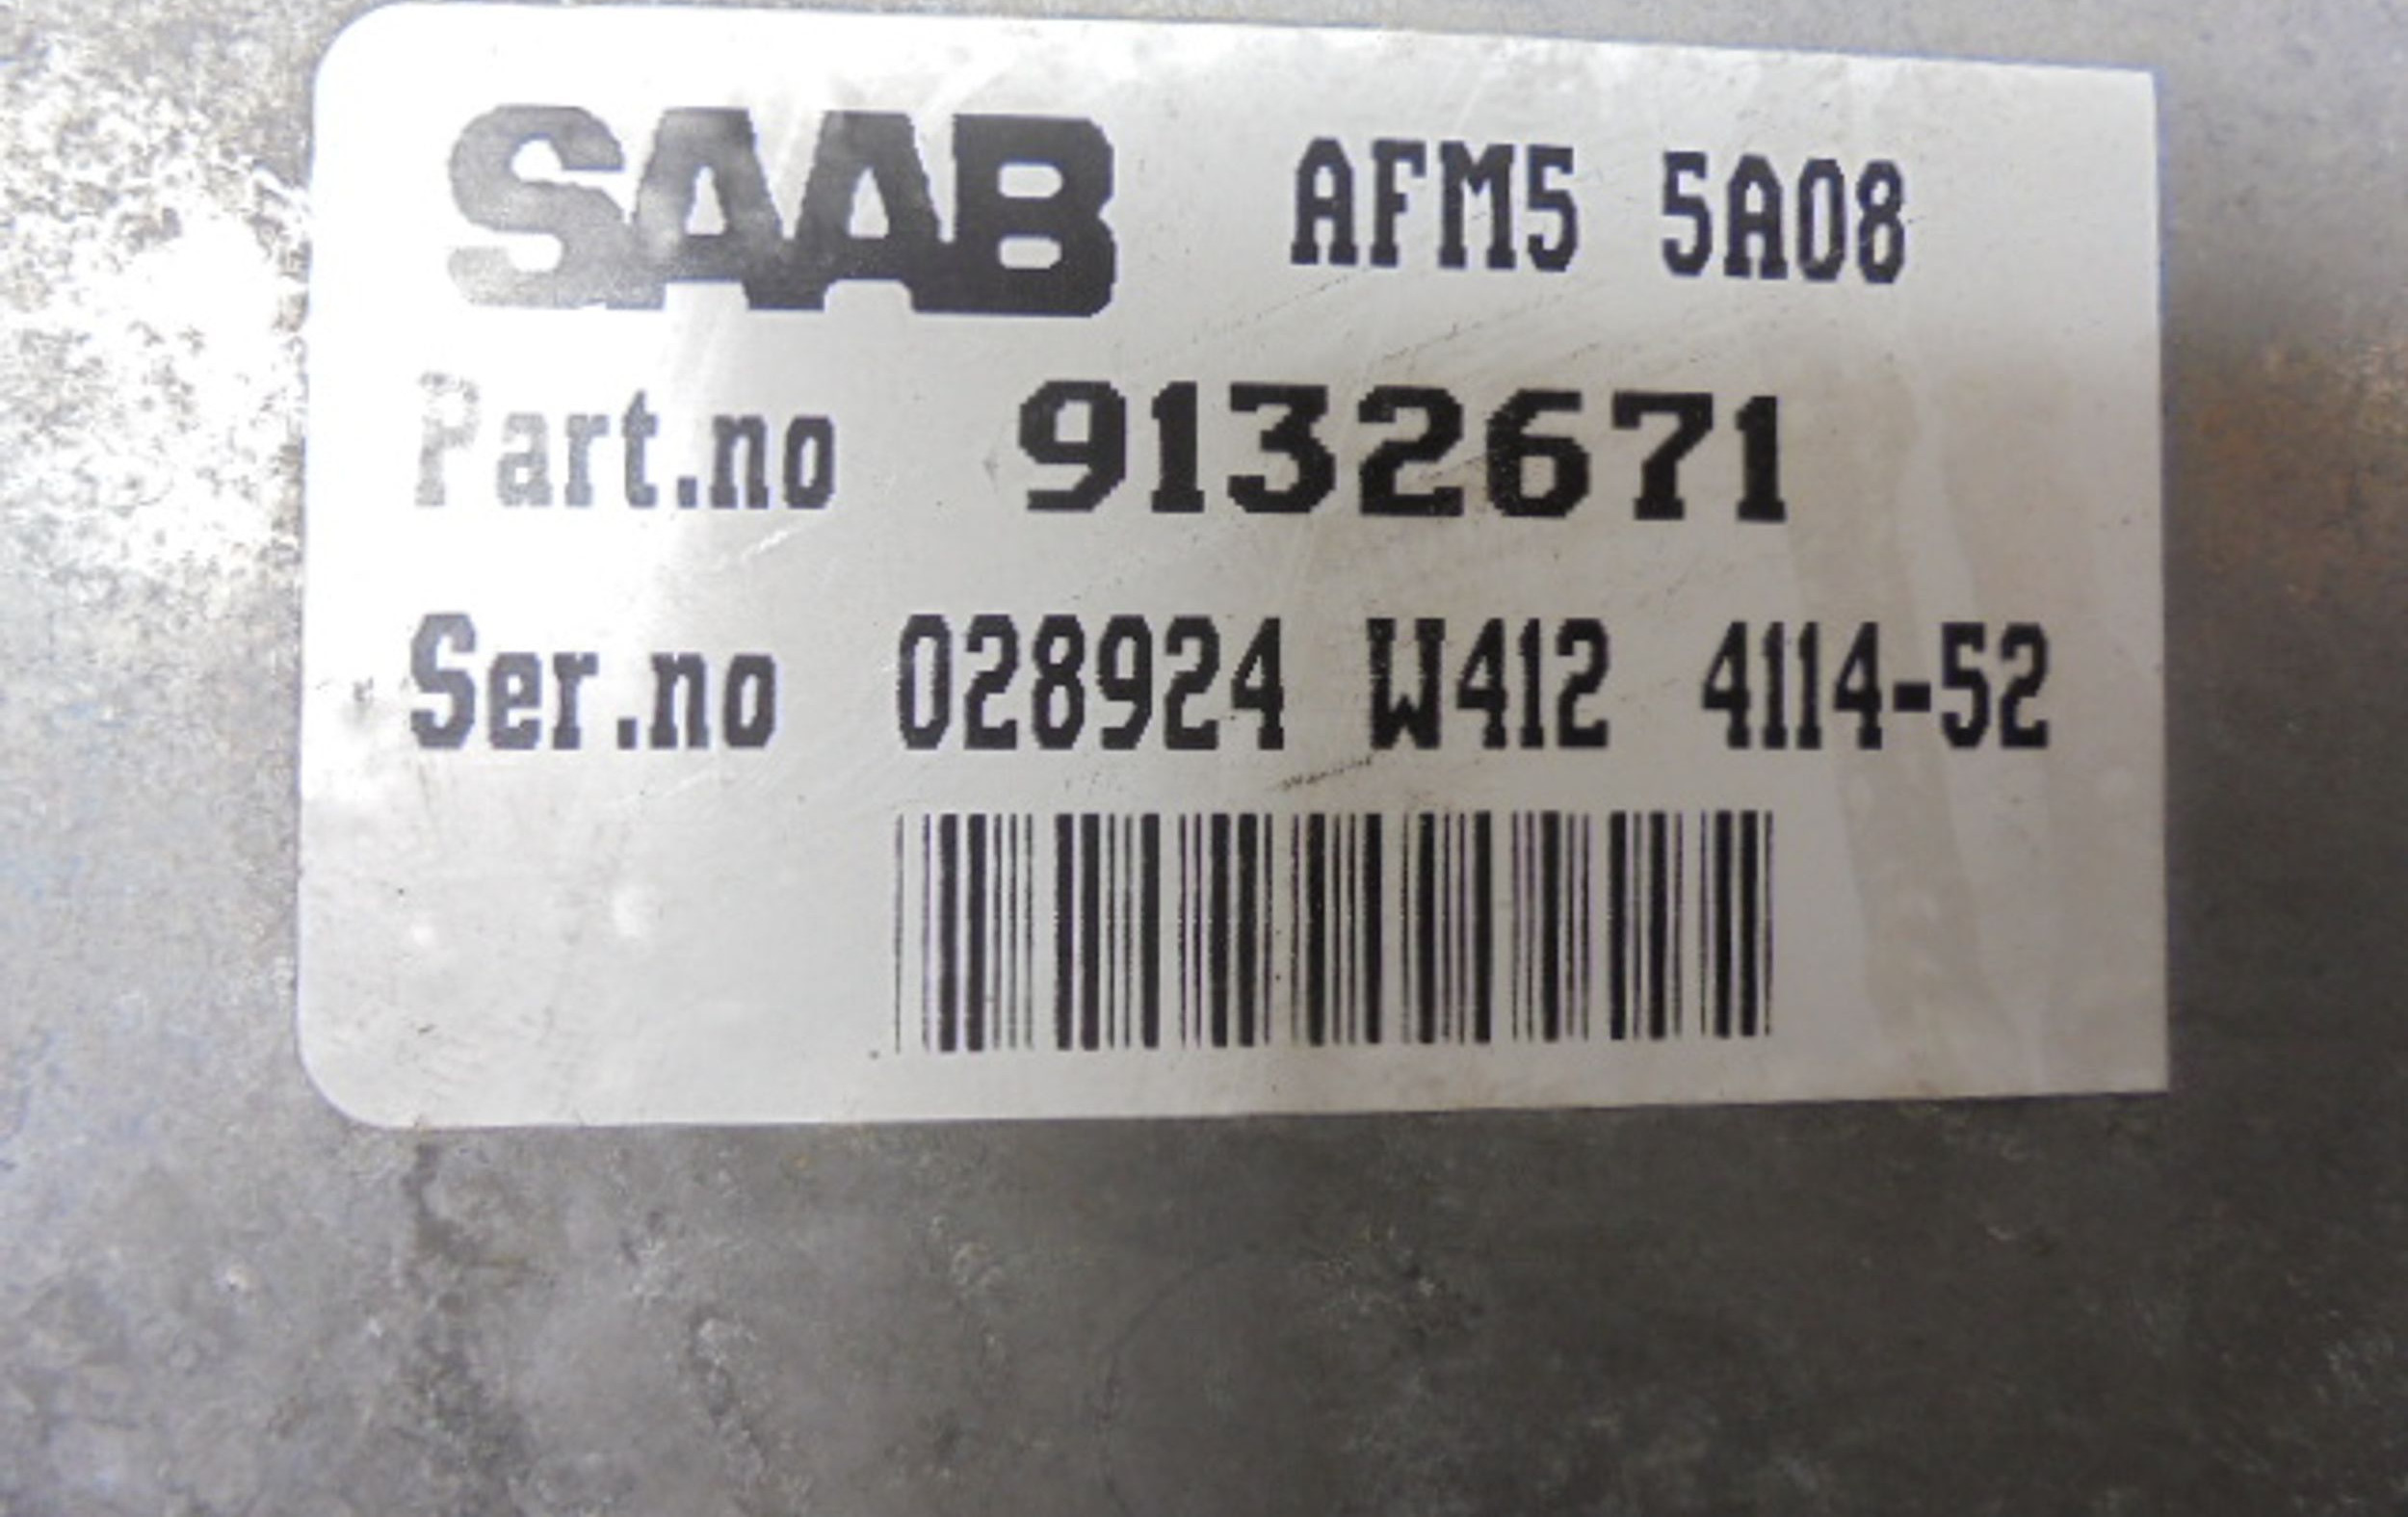 SAAB AFM5 5A08
Part.no 9132671
Ser.no 028924 W412 4114-52